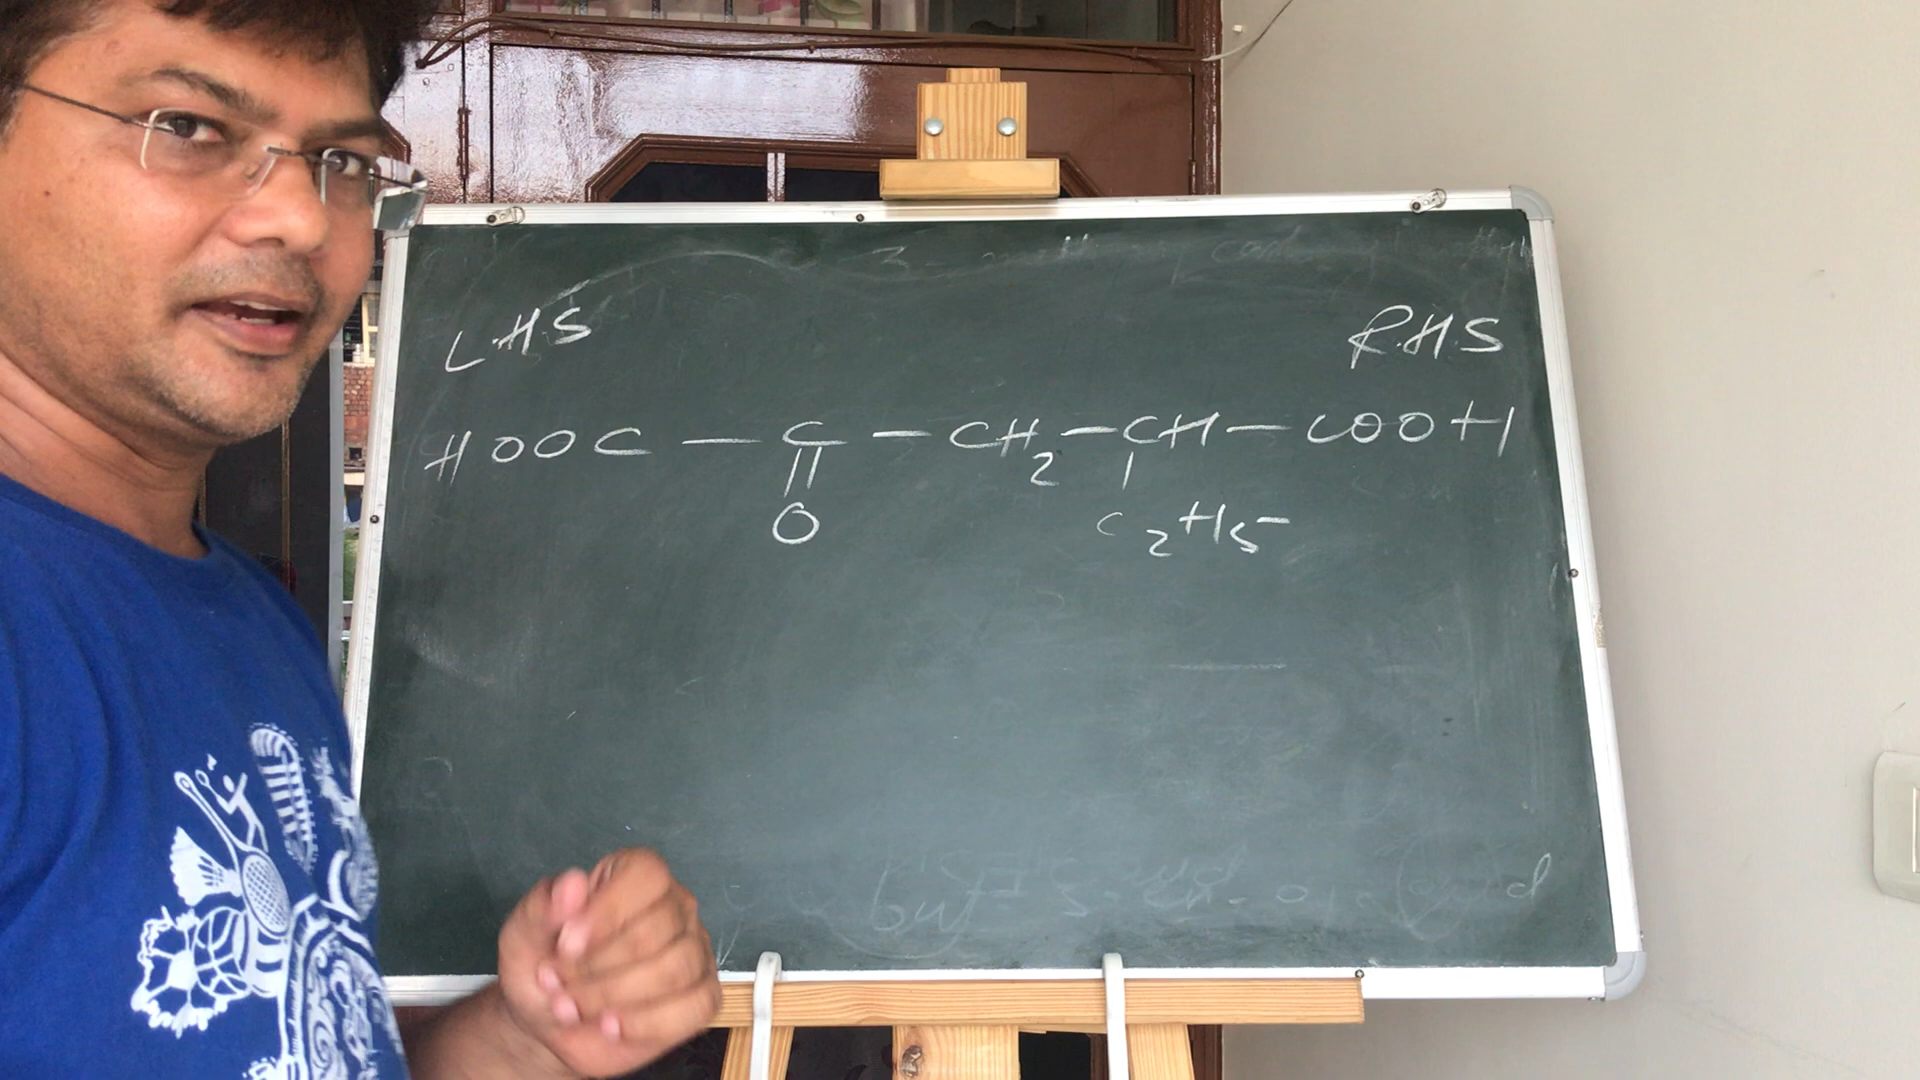 L.H.S R.H.S
HOOC — C — CH2 — CH — COOH
|| |
O C2H5